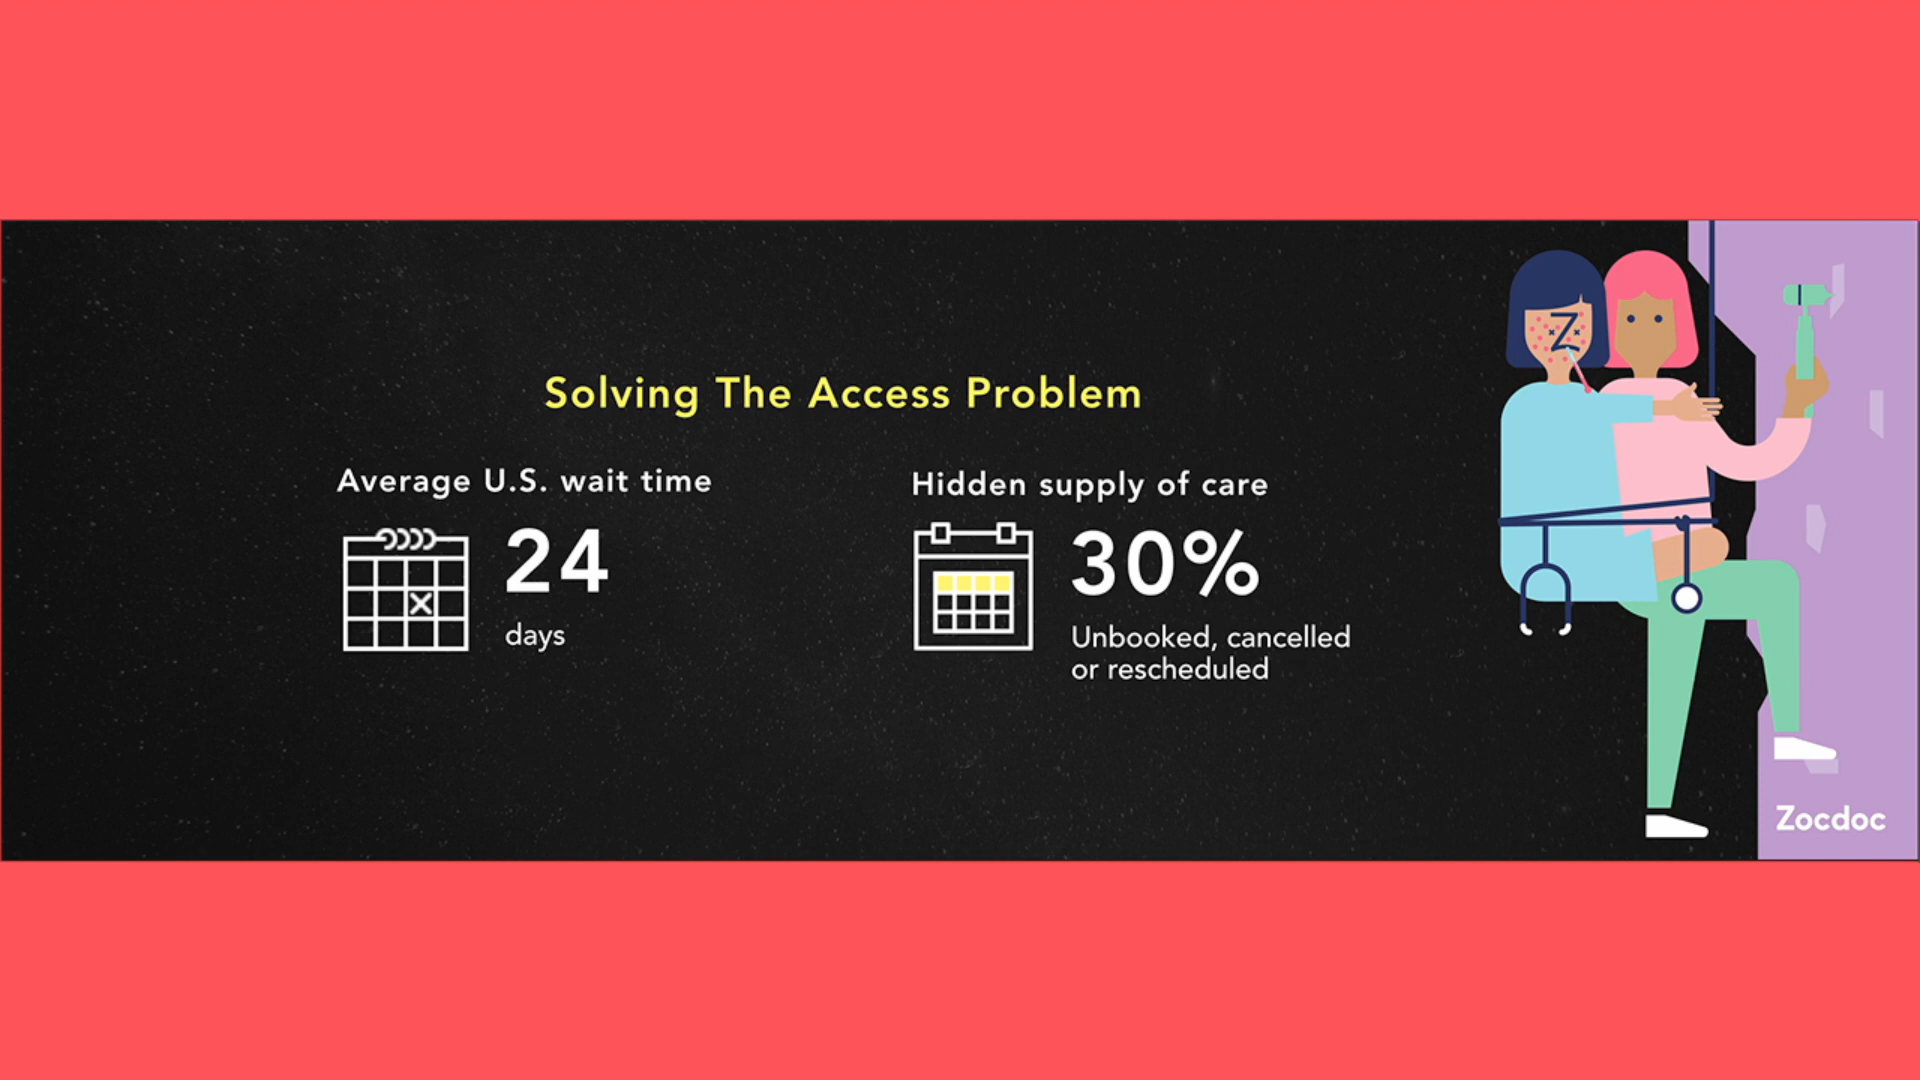 Solving The Access Problem
Average U.S. wait time
24
days
Hidden supply of care
30%
Unbooked, cancelled
or rescheduled
Z
Zocdoc